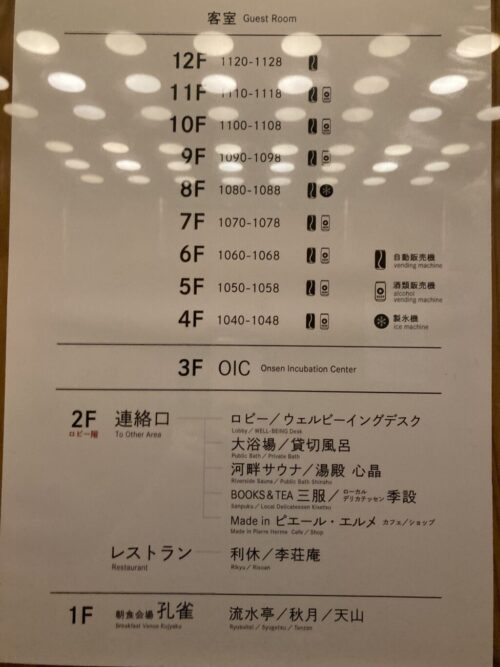 客室 Guest Room
12F 1120-1128
11F 1110-1118
10F 1100-1108
9F 1090-1098
8F 1080-1088
7F 1070-1078
6F 1060-1068
自動販売機
vending machine
5F 1050-1058
酒類販売機
alcohol
vending machine
4F 1040-1048
製氷機
ice machine
3F OIC Onsen Incubation Center
2F 連絡口
ロビー階 To Other Area
ロビー／ウェルビーイングデスク
Lobby／WELL-BEING Desk
大浴場／貸切風呂
Public Bath／Private Bath
河畔サウナ／湯殿 心晶
Riverside Sauna／Public Bath Shinsho
BOOKS & TEA 三服／ローカルデリカテッセン 季設
Sanpuku／Local Delicatessen Kisetsu
Made in ピエール・エルメ カフェ/ショップ
Made in Pierre Herme Cafe／Shop
レストラン 利休／李荘庵
Restaurant Rikyu／Risoan
1F 朝食会場 孔雀 流水亭／秋月／天山
Breakfast Venue Kujyaku Ryusuitei／Syugetsu／Tenzan